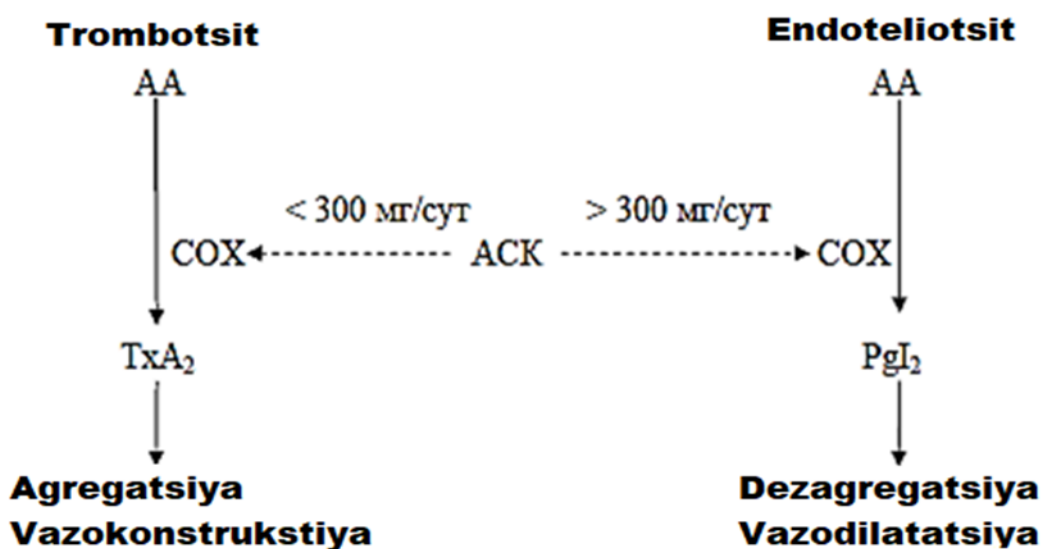 Trombotsit
AA
< 300 мг/сут
COX
TxA₂
Agregatsiya
Vazokonstrukstiya
АСК
Endoteliotsit
AA
> 300 мг/сут
COX
PgI₂
Dezagregatsiya
Vazodilatatsiya